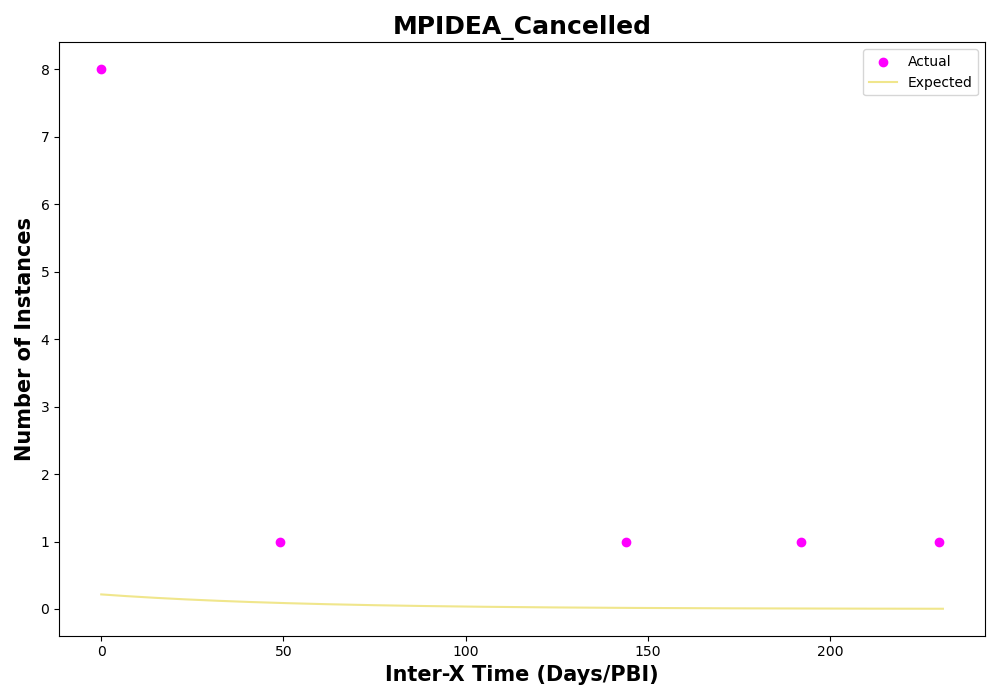 MPIDEA_Cancelled
Actual
Expected
Number of Instances
8
7
6
5
4
3
2
1
0
0
50
100
150
200
Inter-X Time (Days/PBI)